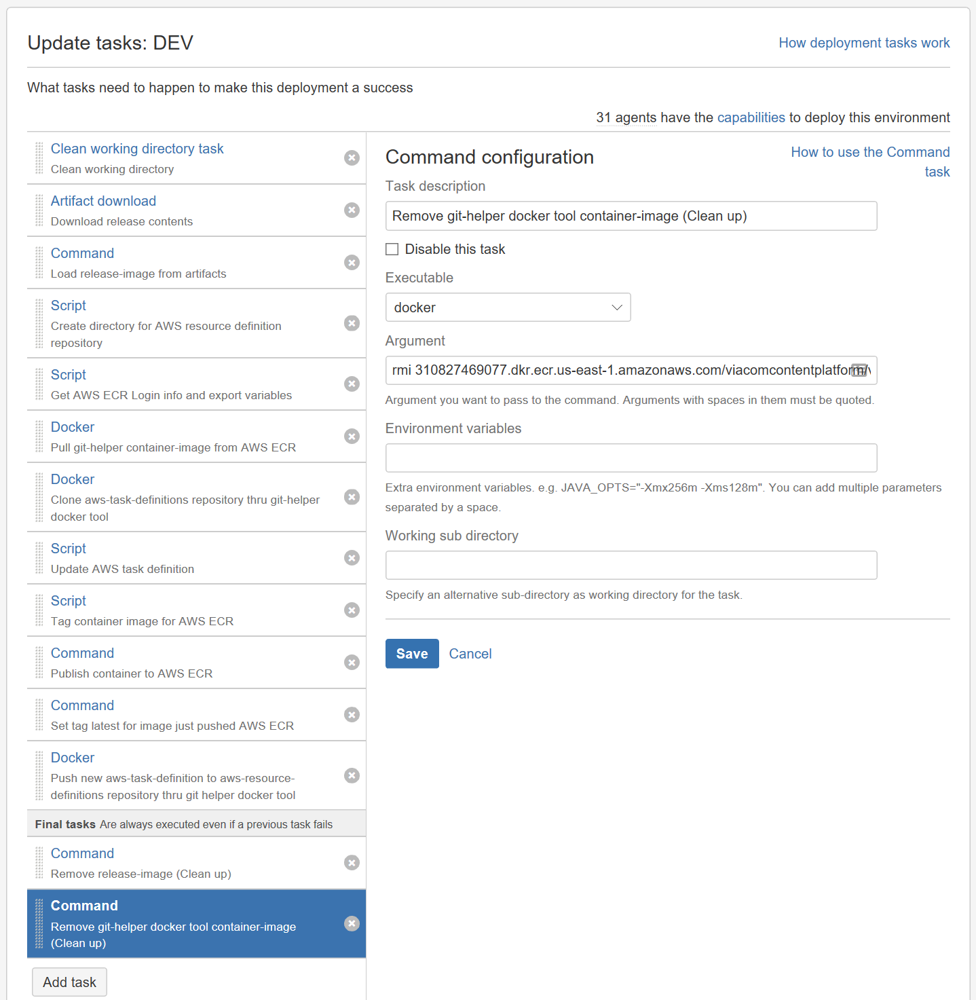 Update tasks: DEV
How deployment tasks work
What tasks need to happen to make this deployment a success
31 agents have the capabilities to deploy this environment
Clean working directory task
Clean working directory
Artifact download
Download release contents
Command
Load release-image from artifacts
Script
Create directory for AWS resource definition
repository
Script
Get AWS ECR Login info and export variables
Docker
Pull git-helper container-image from AWS ECR
Docker
Clone aws-task-definitions repository thru git-helper
docker tool
Script
Update AWS task definition
Script
Tag container image for AWS ECR
Command
Publish container to AWS ECR
Command
Set tag latest for image just pushed AWS ECR
Docker
Push new aws-task-definition to aws-resource-
definitions repository thru git helper docker tool
Final tasks Are always executed even if a previous task fails
Command
Remove release-image (Clean up)
Command
Remove git-helper docker tool container-image
(Clean up)
Add task
Command configuration
How to use the Command
task
Task description
Remove git-helper docker tool container-image (Clean up)
Disable this task
Executable
docker
Argument
rmi 310827469077.dkr.ecr.us-east-1.amazonaws.com/viacomcontentplatform/
Argument you want to pass to the command. Arguments with spaces in them must be quoted.
Environment variables
Extra environment variables. e.g. JAVA_OPTS="-Xmx256m -Xms128m". You can add multiple parameters
separated by a space.
Working sub directory
Specify an alternative sub-directory as working directory for the task.
Save
Cancel